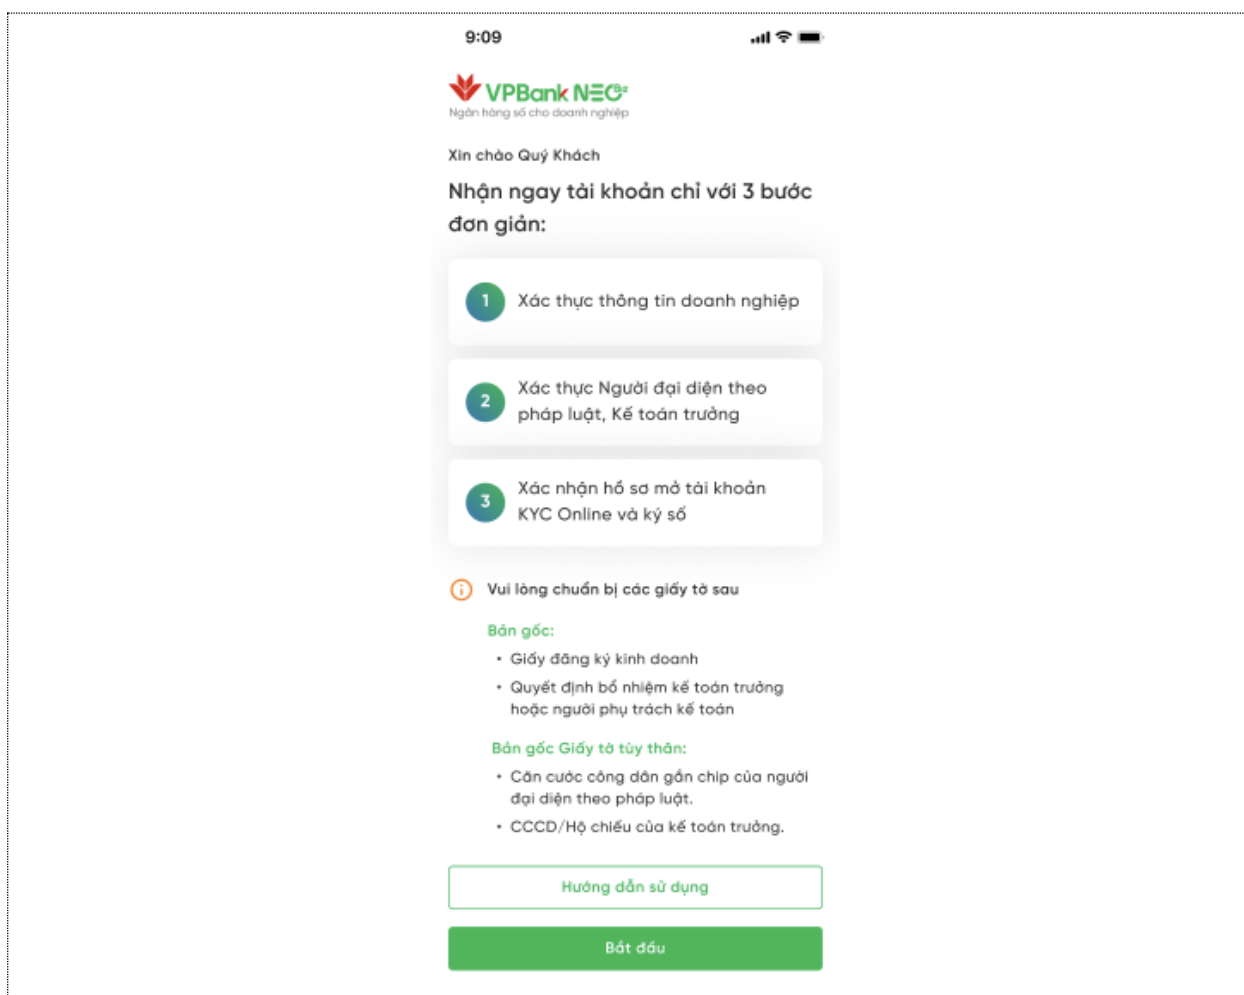 9:09
VPBank NEOBiz
Ngân hàng số cho doanh nghiệp
Xin chào Quý Khách
Nhận ngay tài khoản chỉ với 3 bước
đơn giản:
1 Xác thực thông tin doanh nghiệp
2 Xác thực Người đại diện theo
pháp luật, Kế toán trưởng
3 Xác nhận hồ sơ mở tài khoản
KYC Online và ký số
Vui lòng chuẩn bị các giấy tờ sau
Bản gốc:
• Giấy đăng ký kinh doanh
• Quyết định bổ nhiệm kế toán trưởng
hoặc người phụ trách kế toán
Bản gốc Giấy tờ tùy thân:
• Căn cước công dân gắn chip của người
đại diện theo pháp luật.
• CCCD/Hộ chiếu của kế toán trưởng.
Hướng dẫn sử dụng
Bắt đầu